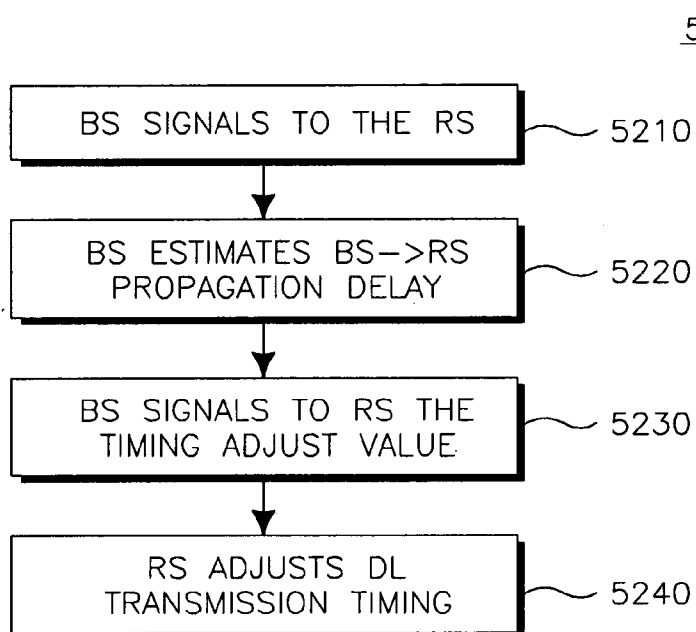 5
BS SIGNALS TO THE RS
5210
BS ESTIMATES BS->RS
PROPAGATION DELAY
5220
BS SIGNALS TO RS THE
TIMING ADJUST VALUE
5230
RS ADJUSTS DL
TRANSMISSION TIMING
5240